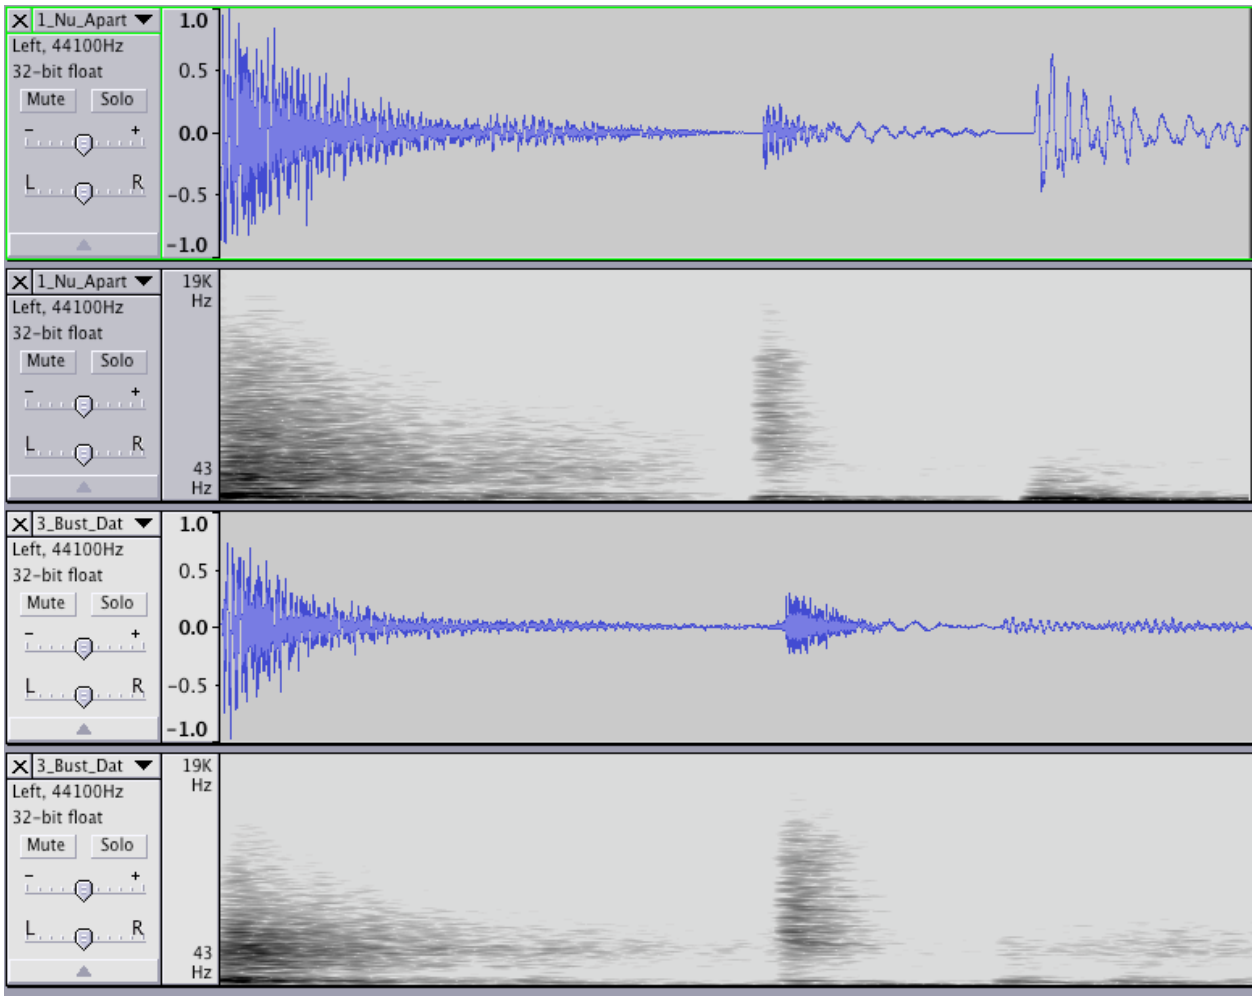 1_Nu_Apart
Left, 44100Hz
32-bit float
Mute Solo
- +
L R
1.0
0.5
0.0
-0.5
-1.0
1_Nu_Apart
Left, 44100Hz
32-bit float
Mute Solo
- +
L R
19K
Hz
43
Hz
3_Bust_Dat
Left, 44100Hz
32-bit float
Mute Solo
- +
L R
1.0
0.5
0.0
-0.5
-1.0
3_Bust_Dat
Left, 44100Hz
32-bit float
Mute Solo
- +
L R
19K
Hz
43
Hz